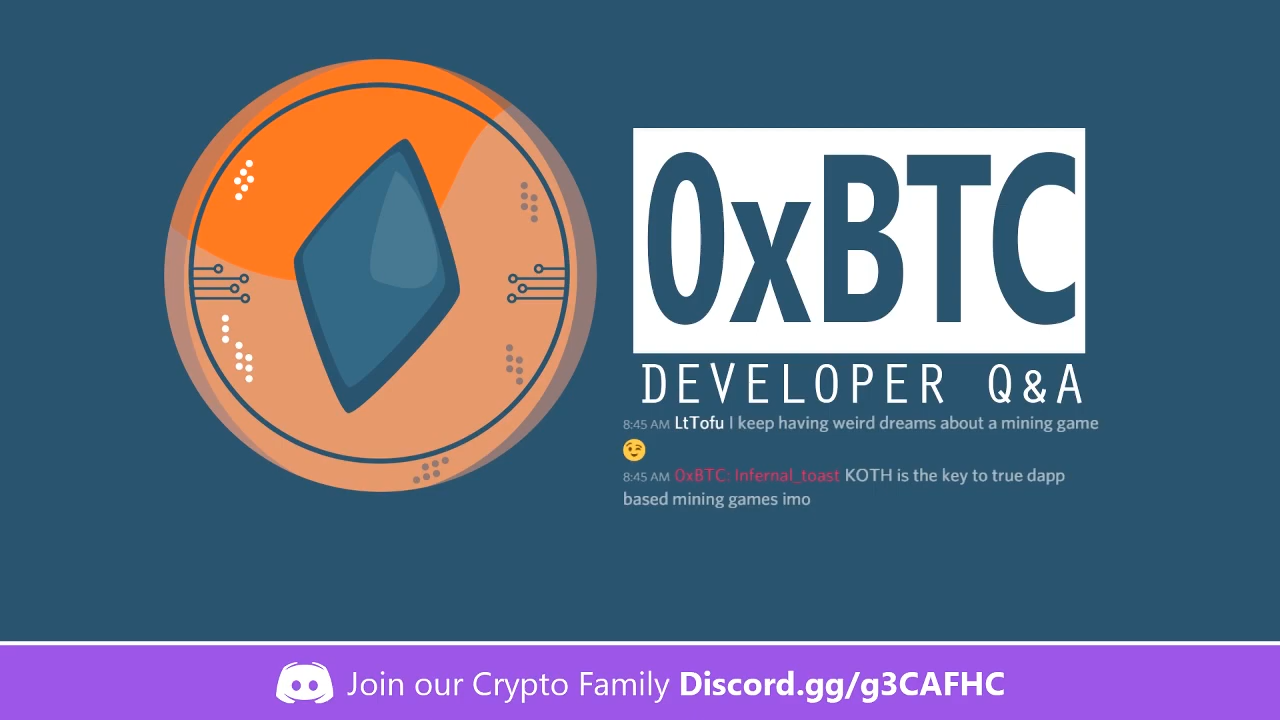 0xBTC
DEVELOPER Q&A
8:45 AM LtTofu I keep having weird dreams about a mining game
😉
8:45 AM 0xBTC: Infernal_toast KOTH is the key to true dapp
based mining games imo
Join our Crypto Family Discord.gg/g3CAFHC